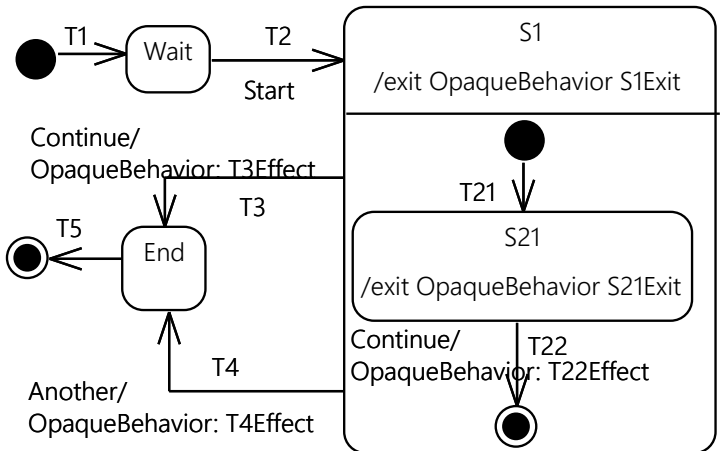 T1
Wait
T2
Start
S1
/exit OpaqueBehavior S1Exit
Continue/
OpaqueBehavior: T3Effect
T3
T21
T5
End
S21
/exit OpaqueBehavior S21Exit
Continue/
OpaqueBehavior: T22Effect
T22
T4
Another/
OpaqueBehavior: T4Effect